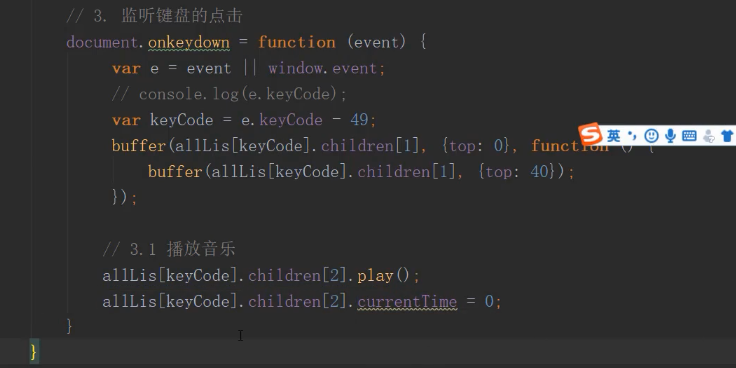 // 3. 监听键盘的点击
document.onkeydown = function (event) {
var e = event || window.event;
// console.log(e.keyCode);
var keyCode = e.keyCode - 49;
buffer(allLis[keyCode].children[1], {top: 0}, function () {
英
buffer(allLis[keyCode].children[1], {top: 40});
});
// 3.1 播放音乐
allLis[keyCode].children[2].play();
allLis[keyCode].children[2].currentTime = 0;
}
}